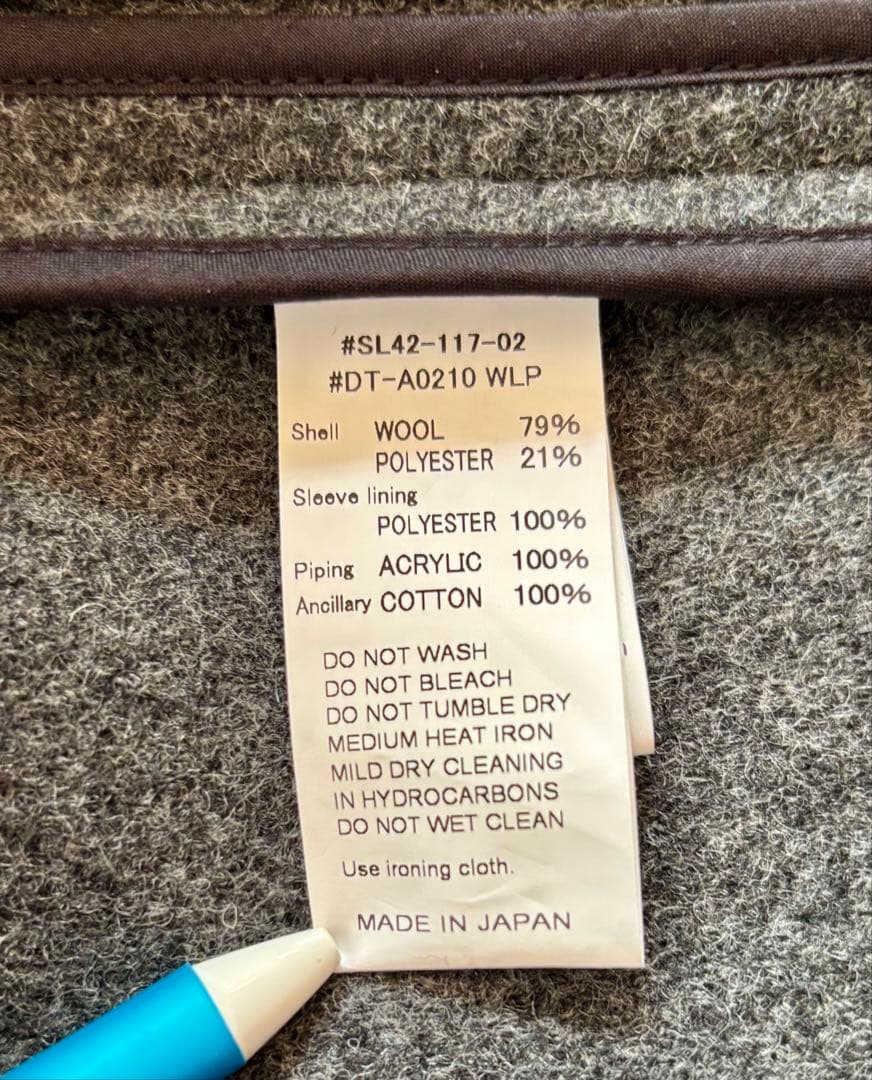 #SL42-117-02
#DT-A0210 WLP
Shell WOOL 79%
POLYESTER 21%
Sleeve lining
POLYESTER 100%
Piping ACRYLIC 100%
Ancillary COTTON 100%
DO NOT WASH
DO NOT BLEACH
DO NOT TUMBLE DRY
MEDIUM HEAT IRON
MILD DRY CLEANING
IN HYDROCARBONS
DO NOT WET CLEAN
Use ironing cloth.
MADE IN JAPAN